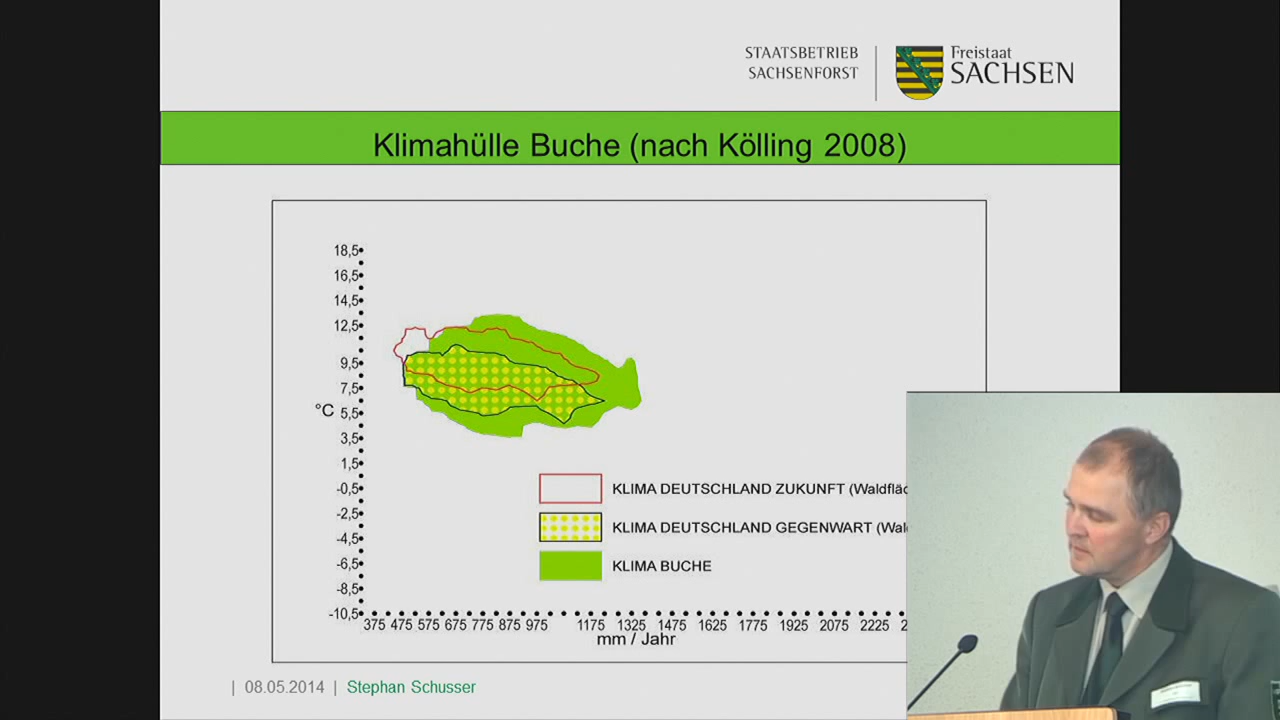 STAATSBETRIEB
SACHSENFORST
Freistaat
SACHSEN
Klimahülle Buche (nach Kölling 2008)
18,5
16,5
14,5
12,5
9,5
7,5
°C 5,5
3,5
1,5
-0,5
-2,5
-4,5
-6,5
-8,5
-10,5
KLIMA DEUTSCHLAND ZUKUNFT (Waldfläc
KLIMA DEUTSCHLAND GEGENWART (Wal
KLIMA BUCHE
375 475 575 675 775 875 975 1175 1325 1475 1625 1775 1925 2075 2225 2
mm / Jahr
| 08.05.2014 | Stephan Schusser